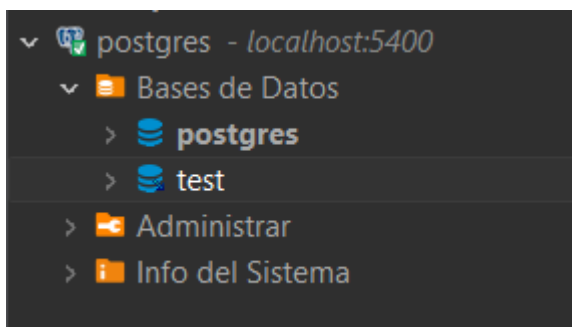 postgres - localhost:5400
Bases de Datos
postgres
test
Administrar
Info del Sistema